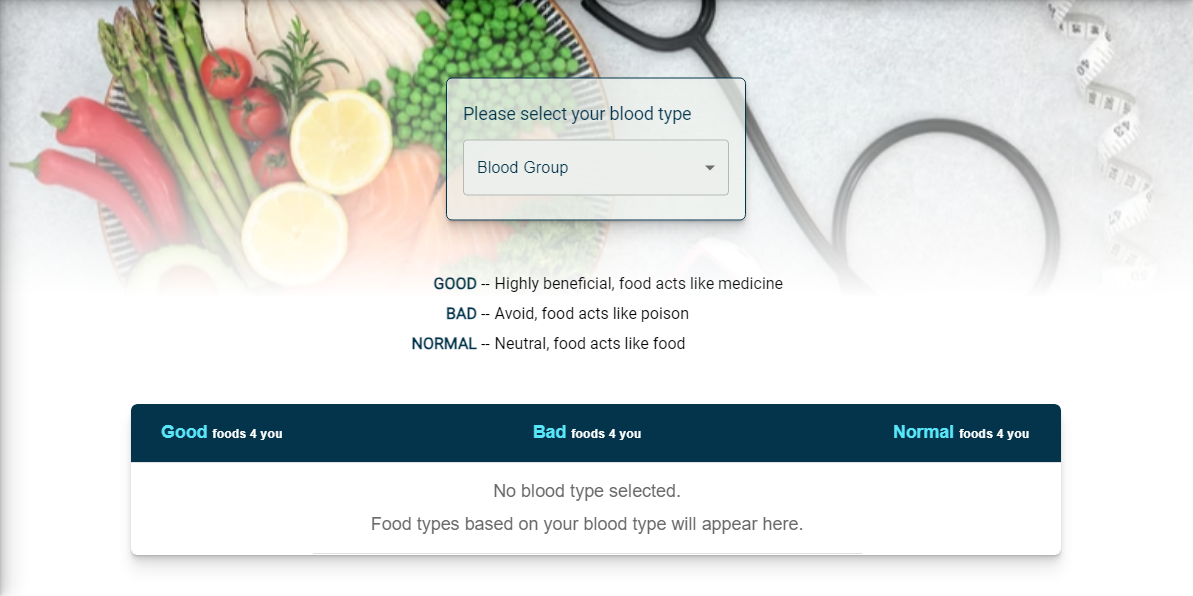 Please select your blood type
Blood Group
GOOD -- Highly beneficial, food acts like medicine
BAD -- Avoid, food acts like poison
NORMAL -- Neutral, food acts like food
Good foods 4 you Bad foods 4 you Normal foods 4 you
No blood type selected.
Food types based on your blood type will appear here.